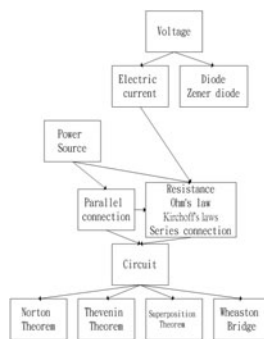 Voltage
Electric
current
Diode
Zener diode
Power
Source
Parallel
connection
Resistance
Ohm's law
Kirchoff's laws
Series connection
Circuit
Norton
Theorem
Thevenin
Theorem
Superposition
Theorem
Wheaston
Bridge